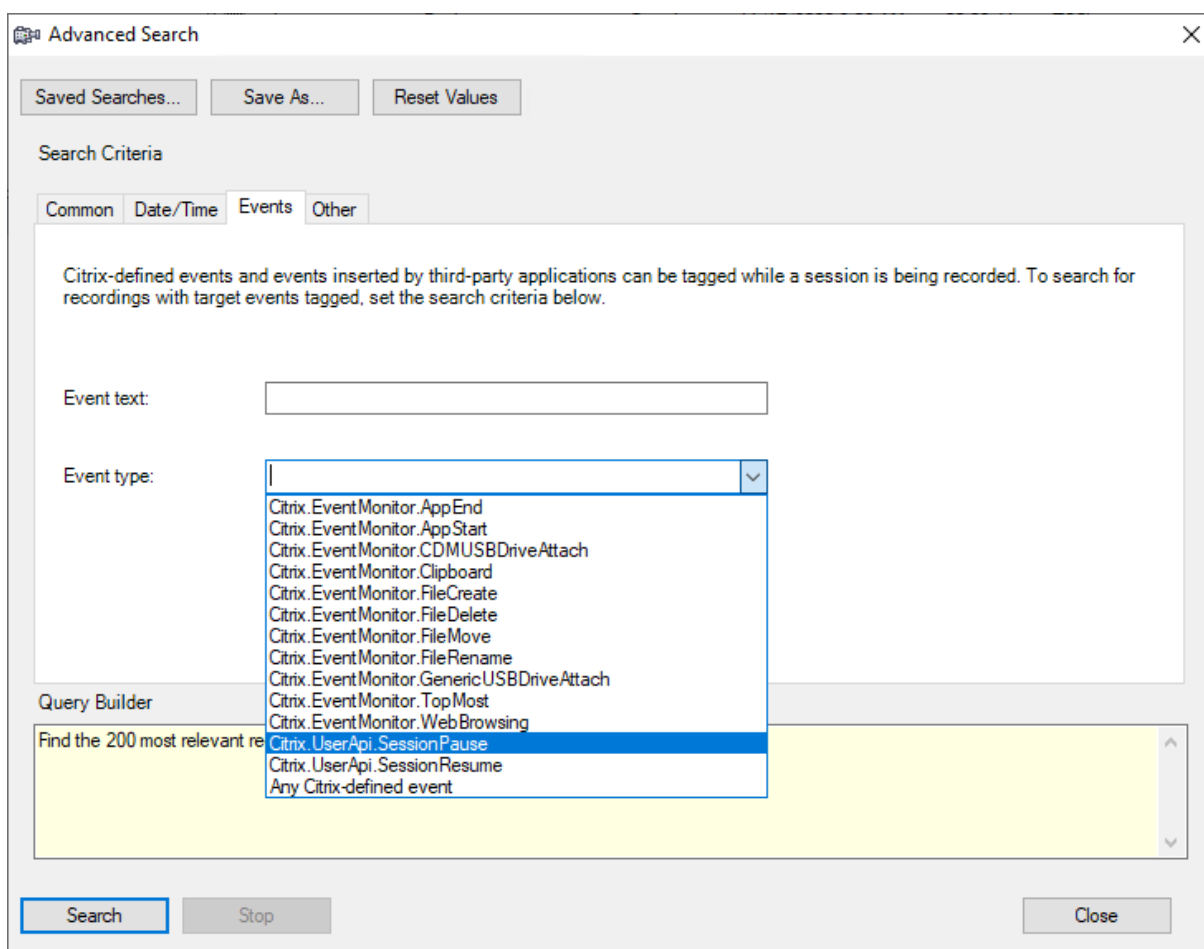 Advanced Search
Saved Searches... Save As... Reset Values
Search Criteria
Common Date/Time Events Other
Citrix-defined events and events inserted by third-party applications can be tagged while a session is being recorded. To search for
recordings with target events tagged, set the search criteria below.
Event text:
Event type:
Citrix.EventMonitor.AppEnd
Citrix.EventMonitor.AppStart
Citrix.EventMonitor.CDMUSBDriveAttach
Citrix.EventMonitor.Clipboard
Citrix.EventMonitor.FileCreate
Citrix.EventMonitor.FileDelete
Citrix.EventMonitor.FileMove
Citrix.EventMonitor.FileRename
Citrix.EventMonitor.GenericUSBDriveAttach
Citrix.EventMonitor.TopMost
Citrix.EventMonitor.WebBrowsing
Citrix.UserApi.SessionPause
Citrix.UserApi.SessionResume
Any Citrix-defined event
Query Builder
Find the 200 most relevant re
Search Stop Close